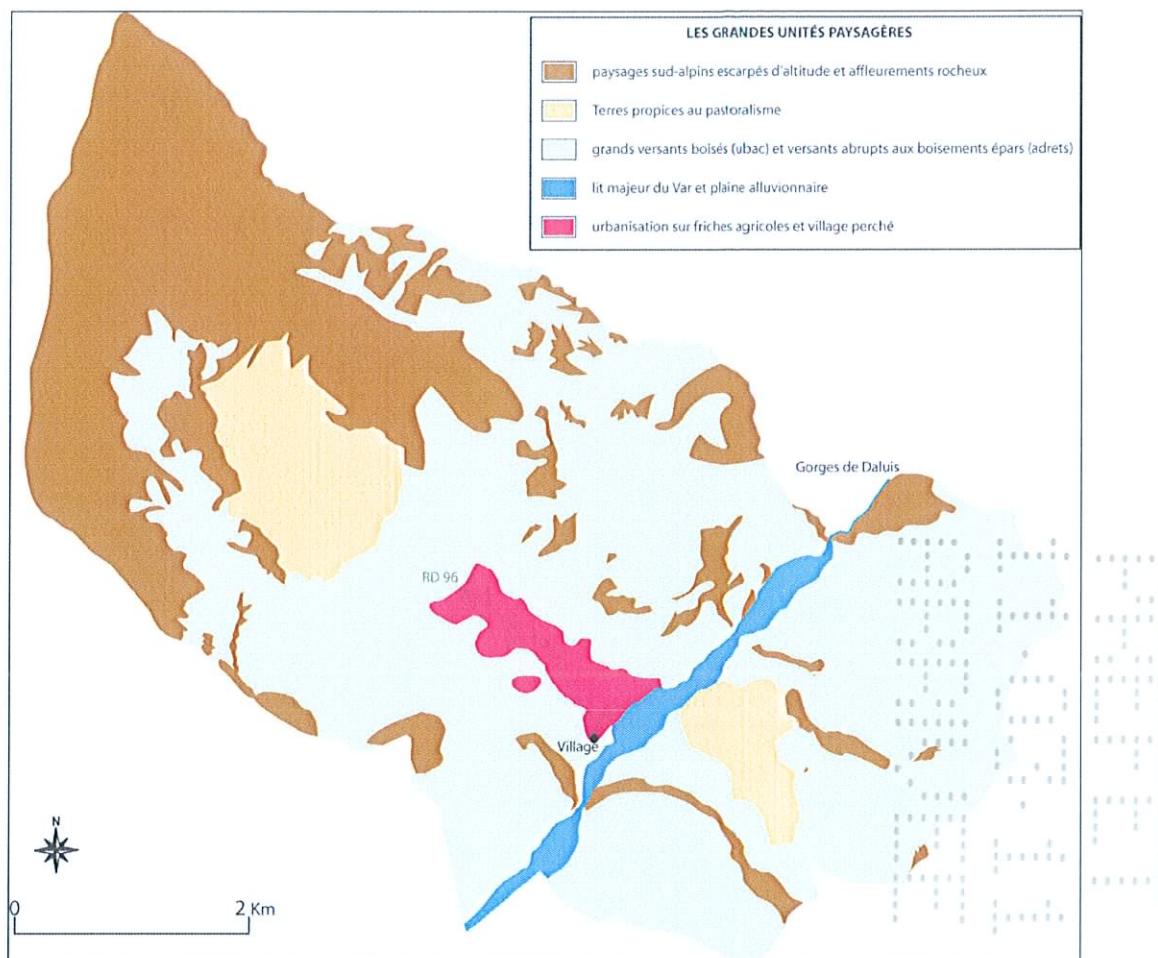 LES GRANDES UNITÉS PAYSAGÈRES
paysages sud-alpins escarpés d'altitude et affleurements rocheux
Terres propices au pastoralisme
grands versants boisés (ubac) et versants abrupts aux boisements épars (adrets)
lit majeur du Var et plaine alluvionnaire
urbanisation sur friches agricoles et village perché
Gorges de Daluis
RD 96
Village
N
0 2 Km